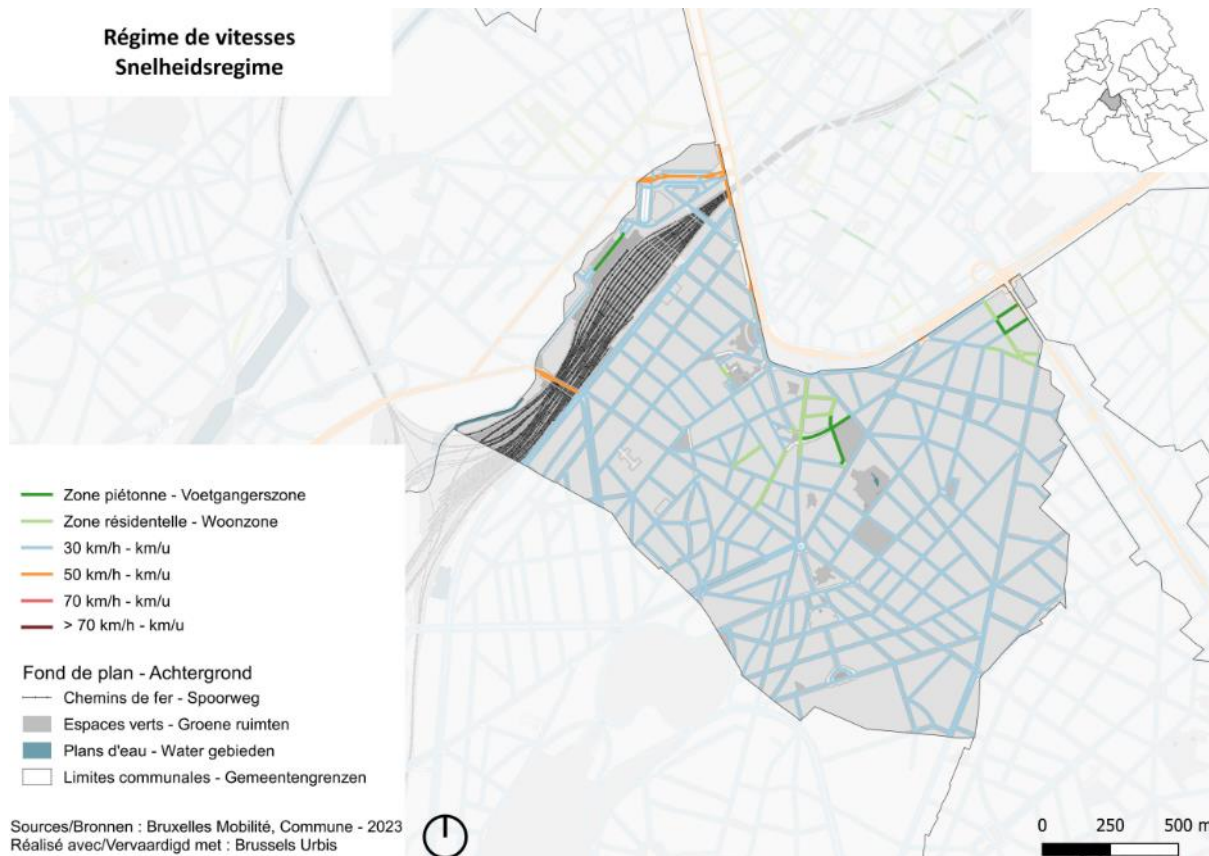 Régime de vitesses
Snelheidsregime
Zone piétonne - Voetgangerszone
Zone résidentelle - Woonzone
30 km/h - km/u
50 km/h - km/u
70 km/h - km/u
> 70 km/h - km/u
Fond de plan - Achtergrond
Chemins de fer - Spoorweg
Espaces verts - Groene ruimten
Plans d'eau - Water gebieden
Limites communales - Gemeentengrenzen
Sources/Bronnen : Bruxelles Mobilité, Commune - 2023
Réalisé avec/Vervaardigd met : Brussels Urbis
0 250 500 m